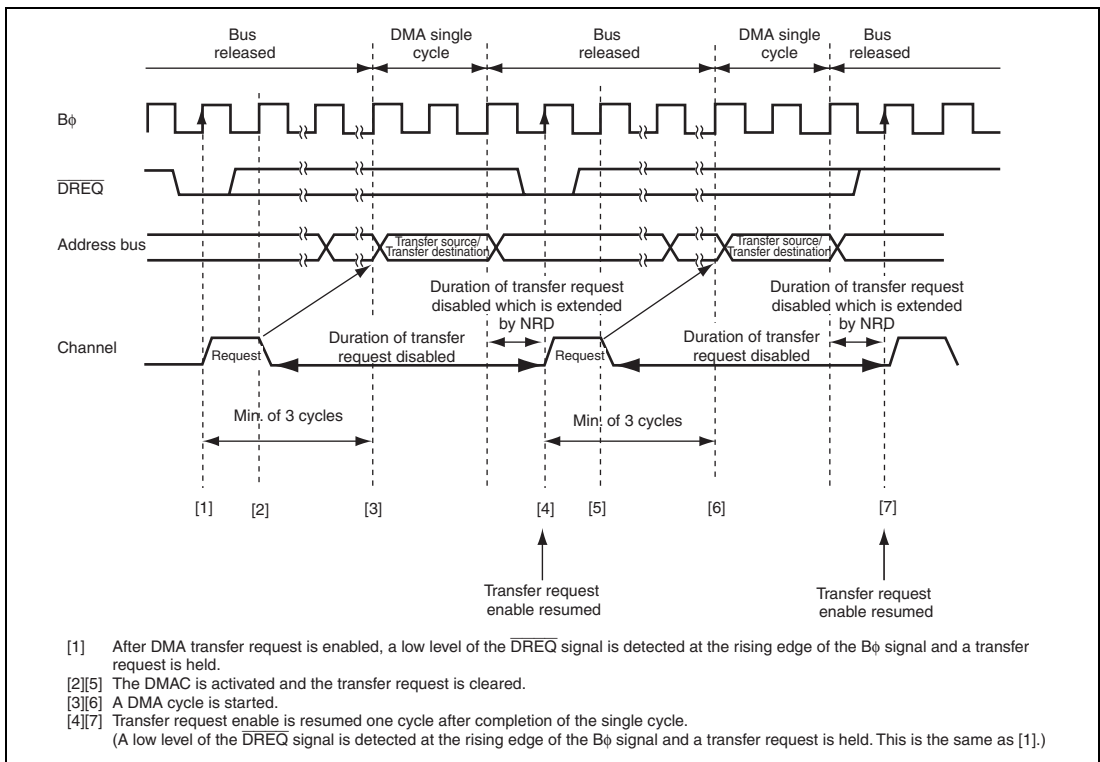 Bus released
DMA single cycle
Bus released
DMA single cycle
Bus released
Bϕ
DREQ
Address bus
Transfer source/
Transfer destination
Transfer source/
Transfer destination
Duration of transfer request
disabled which is extended
by NRD
Duration of transfer request
disabled which is extended
by NRD
Channel
Request
Duration of transfer
request disabled
Request
Duration of transfer
request disabled
Min. of 3 cycles
Min. of 3 cycles
[1] [2] [3] [4] [5] [6] [7]
Transfer request
enable resumed
Transfer request
enable resumed
[1] After DMA transfer request is enabled, a low level of the DREQ signal is detected at the rising edge of the Bϕ signal and a transfer
request is held.
[2][5] The DMAC is activated and the transfer request is cleared.
[3][6] A DMA cycle is started.
[4][7] Transfer request enable is resumed one cycle after completion of the single cycle.
(A low level of the DREQ signal is detected at the rising edge of the Bϕ signal and a transfer request is held. This is the same as [1].)